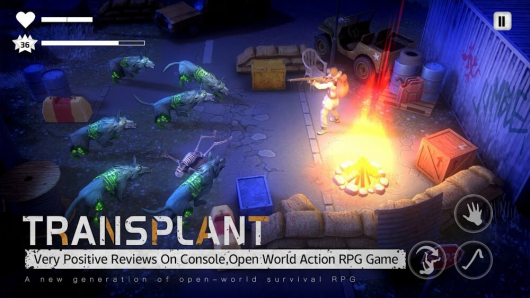 36
TRANSPLANT
Very Positive Reviews On Console,Open World Action RPG Game
A new generation of open-world survival RPG